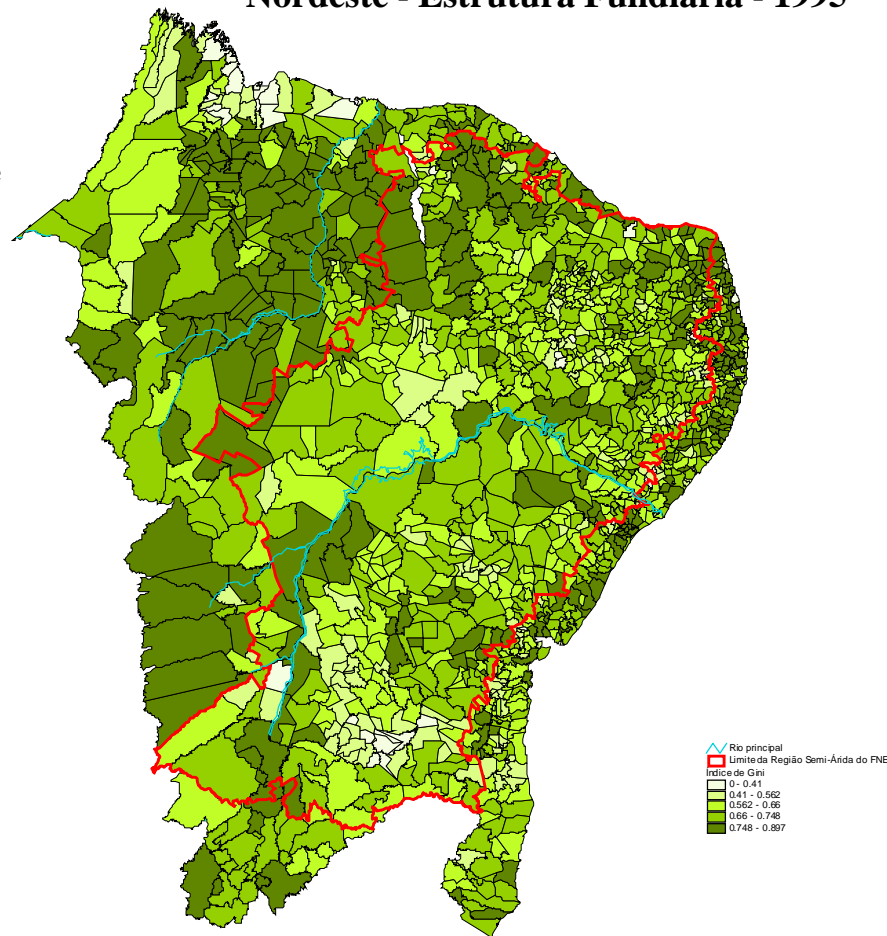 Nordeste - Estrutura Fundiária - 1995
Rio principal
Limite da Região Semi-Árida do FNE
Indice de Gini
0 - 0.41
0.41 - 0.562
0.562 - 0.66
0.66 - 0.748
0.748 - 0.897